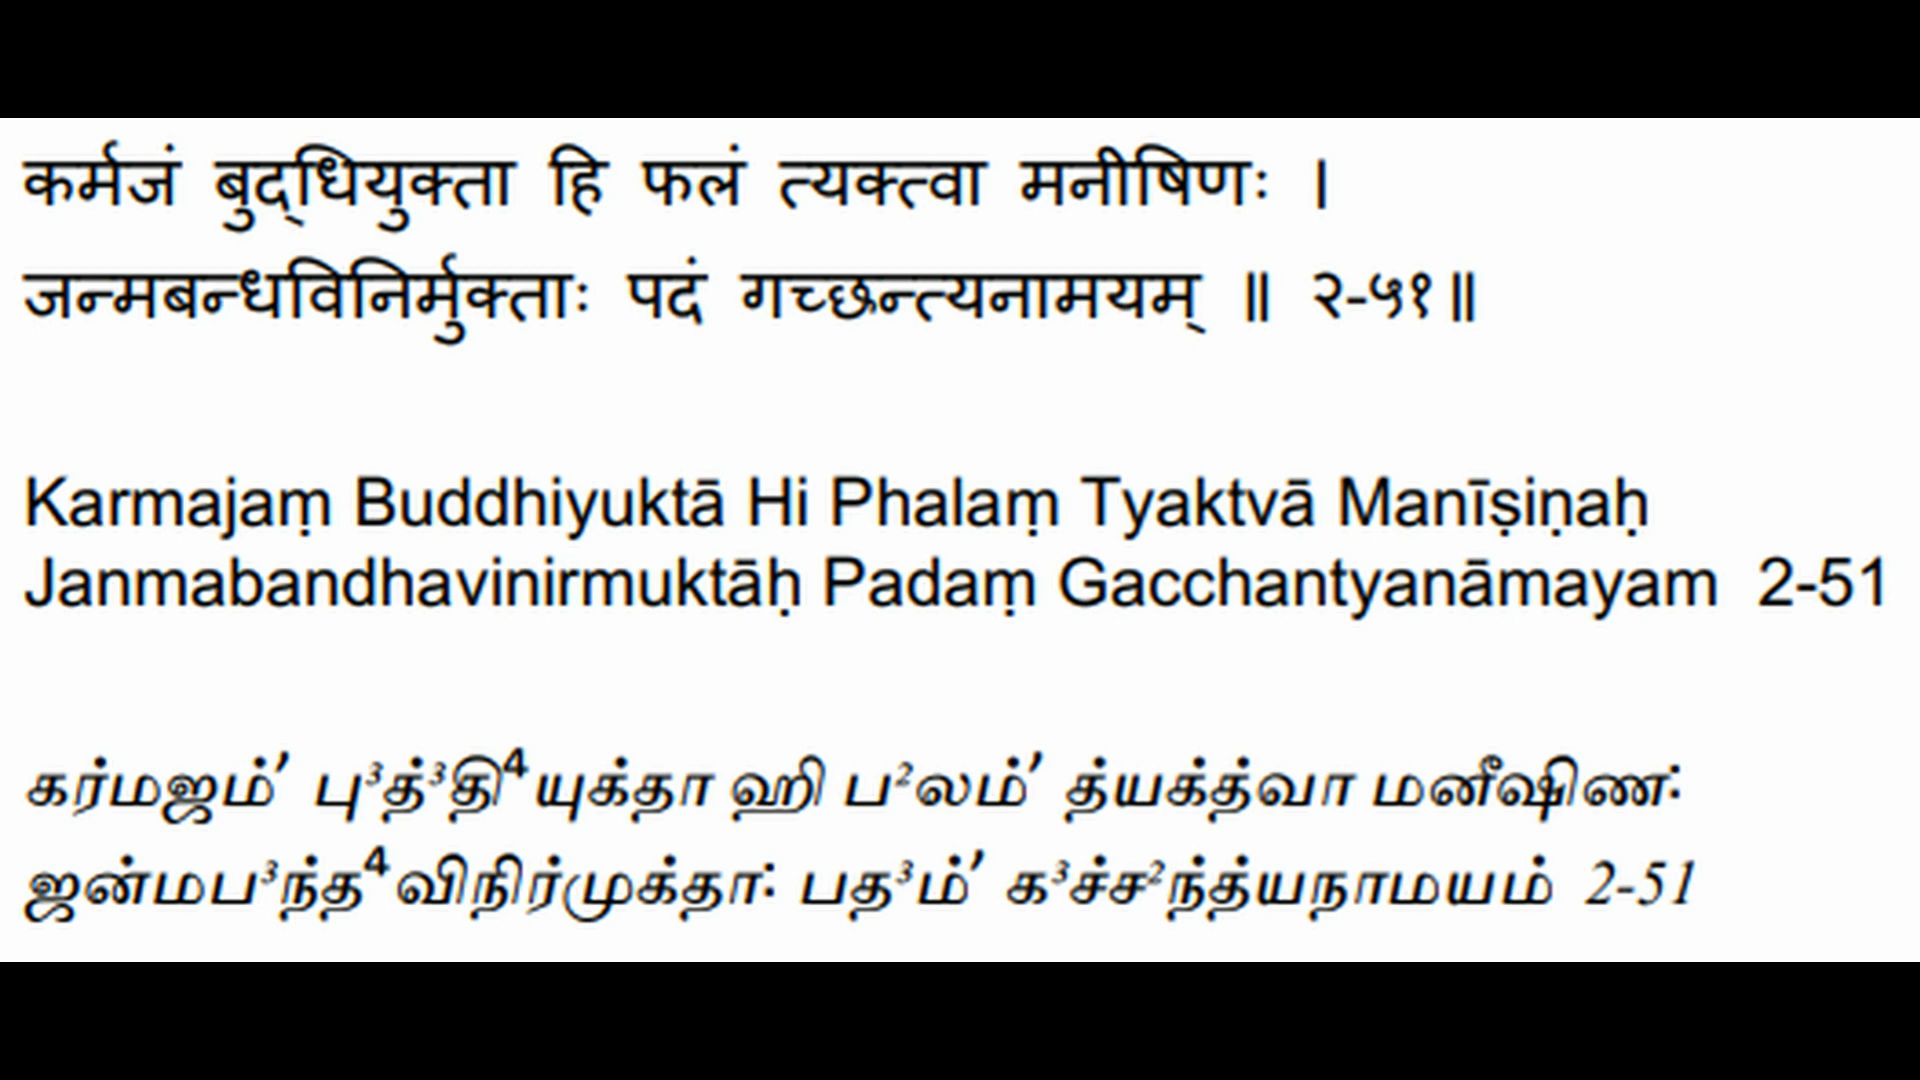 कर्मजं बुद्‌धियुक्ता हि फलं त्यक्त्वा मनीषिणः ।
जन्मबन्धविनिर्मुक्ताः पदं गच्छन्त्यनामयम् ॥ २-५१॥
Karmajaṃ Buddhiyuktā Hi Phalaṃ Tyaktvā Manīṣiṇaḥ
Janmabandhavinirmuktāḥ Padaṃ Gacchantyanāmayam 2-51
கர்மஜம்ʼ பு³த்³தி⁴யுக்தா ஹி ப²லம்ʼ த்யக்த்வா மனீஷிண꞉
ஜன்மப³ந்த⁴விநிர்முக்தா꞉ பத³ம்ʼ க³ச்ச²ந்த்யநாமயம் 2-51